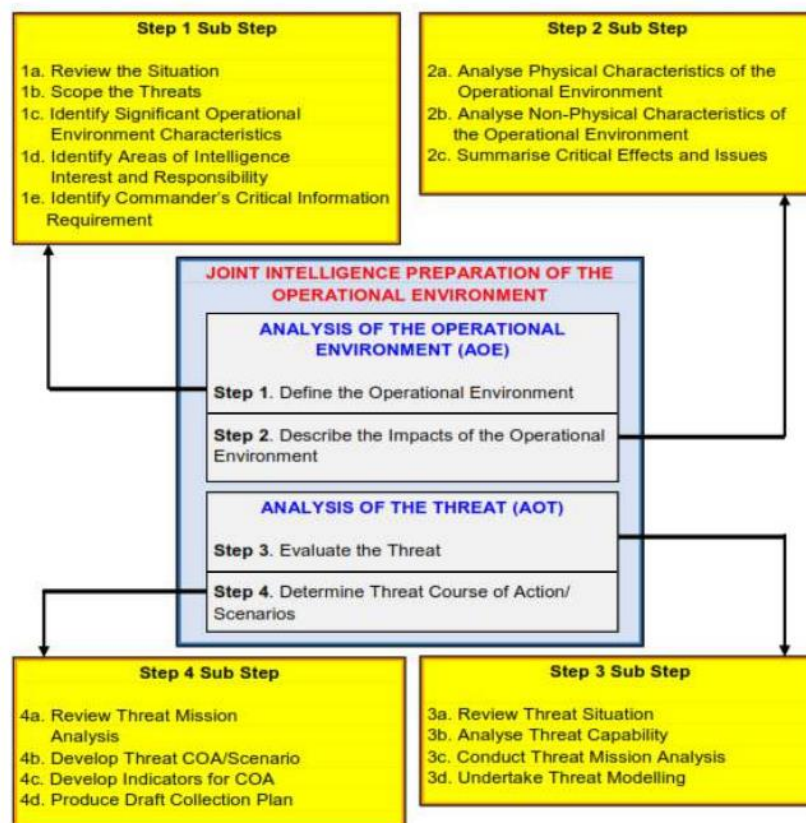 Step 1 Sub Step
1a. Review the Situation
1b. Scope the Threats
1c. Identify Significant Operational
Environment Characteristics
1d. Identify Areas of Intelligence
Interest and Responsibility
1e. Identify Commander's Critical Information
Requirement
Step 2 Sub Step
2a. Analyse Physical Characteristics of the
Operational Environment
2b. Analyse Non-Physical Characteristics of
the Operational Environment
2c. Summarise Critical Effects and Issues
JOINT INTELLIGENCE PREPARATION OF THE
OPERATIONAL ENVIRONMENT
ANALYSIS OF THE OPERATIONAL
ENVIRONMENT (AOE)
Step 1. Define the Operational Environment
Step 2. Describe the Impacts of the Operational
Environment
ANALYSIS OF THE THREAT (AOT)
Step 3. Evaluate the Threat
Step 4. Determine Threat Course of Action/
Scenarios
Step 4 Sub Step
4a. Review Threat Mission
Analysis
4b. Develop Threat COA/Scenario
4c. Develop Indicators for COA
4d. Produce Draft Collection Plan
Step 3 Sub Step
3a. Review Threat Situation
3b. Analyse Threat Capability
3c. Conduct Threat Mission Analysis
3d. Undertake Threat Modelling